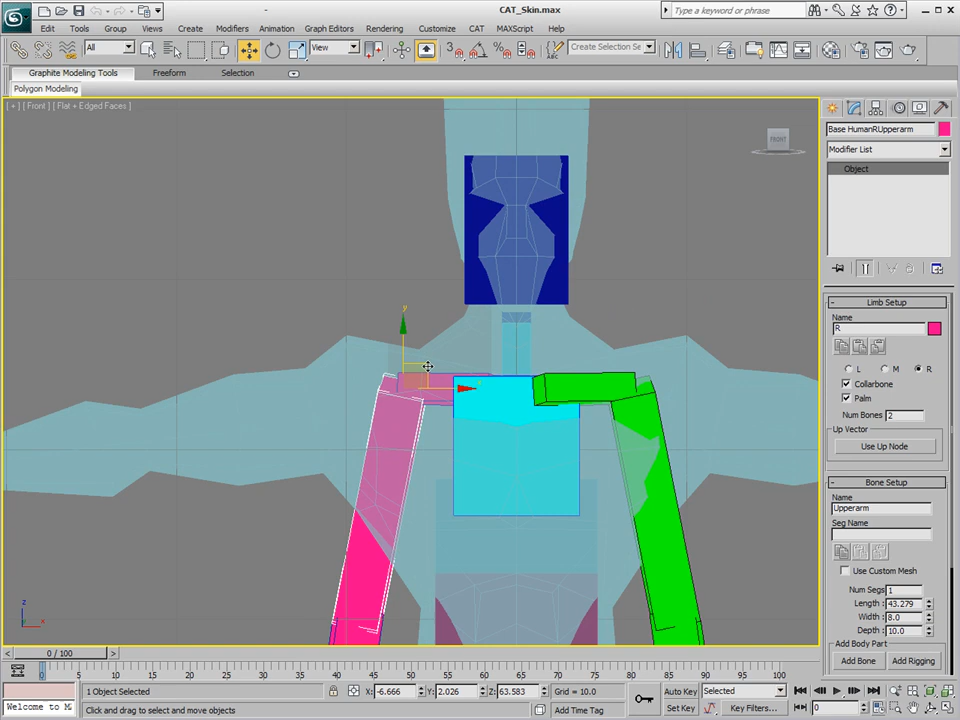 CAT_Skin.max
Type a keyword or phrase
Edit Tools Group Views Create Modifiers Animation Graph Editors Rendering Customize CAT MAXScript Help
All View 3 Create Selection Se
Graphite Modeling Tools Freeform Selection
Polygon Modeling
[ + ] [ Front ] [ Flat + Edged Faces ]
FRONT
y
x
z
x
Base HumanRUpperarm
Modifier List
Object
Limb Setup
Name
R
L M R
Collarbone
Palm
Num Bones 2
Up Vector
Use Up Node
Bone Setup
Name
Upperarm
Seg Name
Use Custom Mesh
Num Segs 1
Length : 43.279
Width : 8.0
Depth : 10.0
Add Body Part
Add Bone Add Rigging
0 / 100
0 5 10 15 20 25 30 35 40 45 50 55 60 65 70 75 80 85 90 95 100
1 Object Selected X: -6.666 Y: 2.026 Z: 63.583 Grid = 10.0 Auto Key Selected
Welcome to M Click and drag to select and move objects Add Time Tag Set Key Key Filters... 0